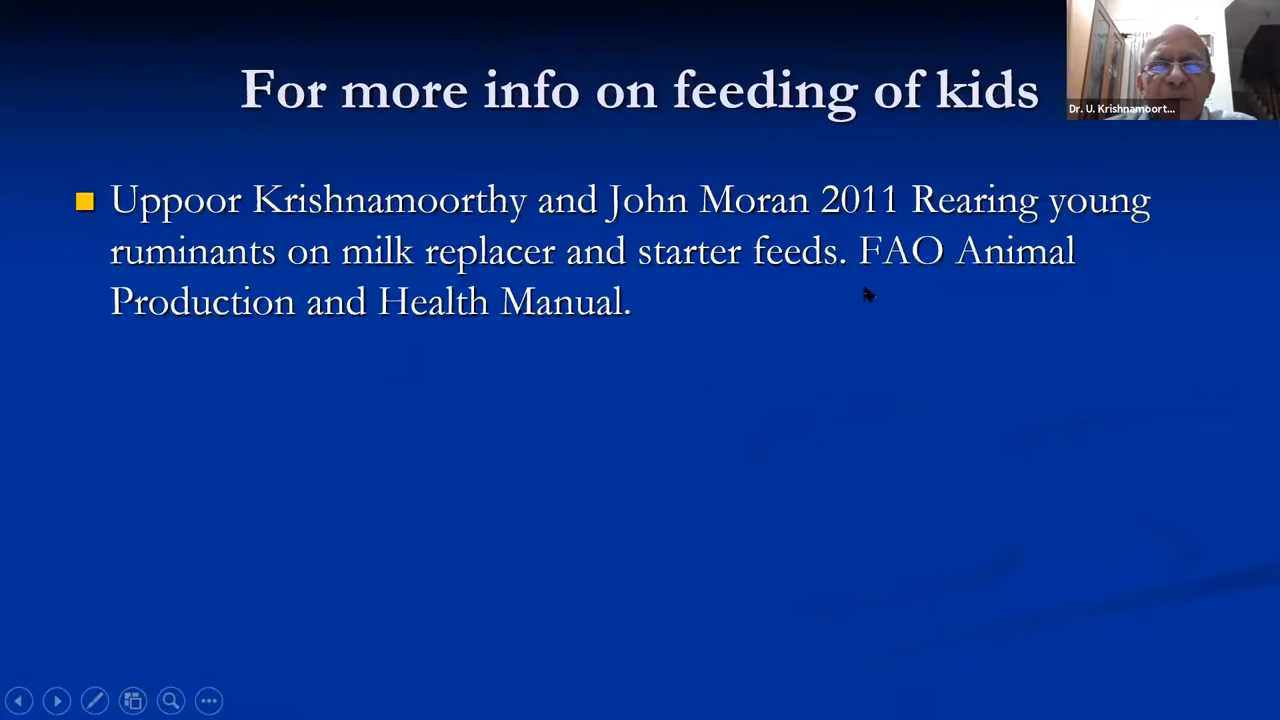 For more info on feeding of kids
Dr. U. Krishnamoort...
Uppoor Krishnamoorthy and John Moran 2011 Rearing young
ruminants on milk replacer and starter feeds. FAO Animal
Production and Health Manual.